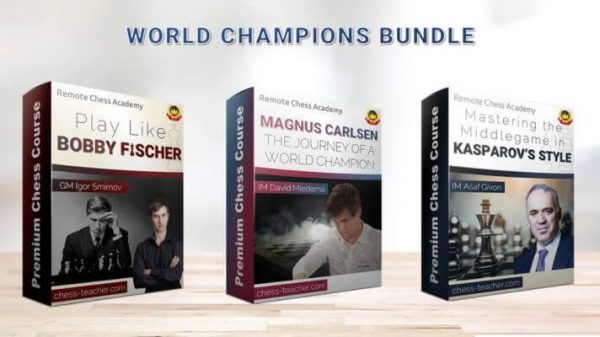 WORLD CHAMPIONS BUNDLE
Premium Chess Course
Remote Chess Academy
Play Like
BOBBY FISCHER
GM Igor Smirnov
chess-teacher.com
Premium Chess Course
Remote Chess Academy
MAGNUS CARLSEN
THE JOURNEY OF A
WORLD CHAMPION
IM David Miedema
chess-teacher.com
Premium Chess Course
Remote Chess Academy
Mastering the
Middlegame in
KASPAROV'S STYLE
IM Asaf Givon
chess-teacher.com